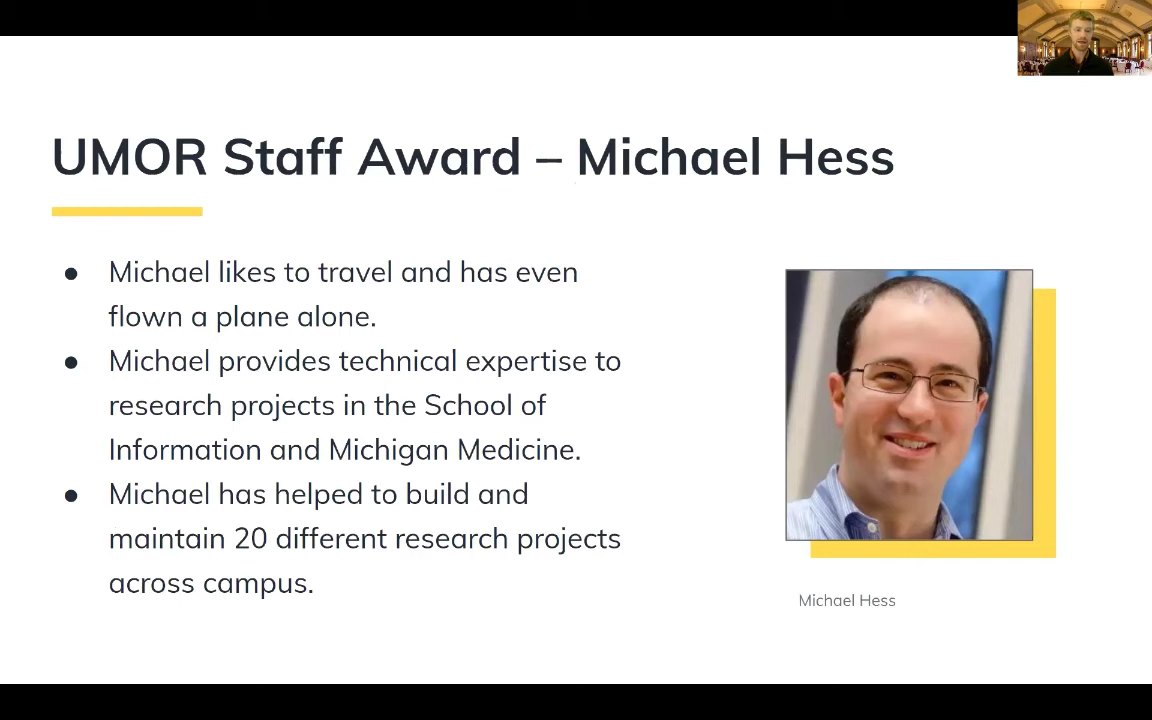 UMOR Staff Award – Michael Hess
● Michael likes to travel and has even
flown a plane alone.
● Michael provides technical expertise to
research projects in the School of
Information and Michigan Medicine.
● Michael has helped to build and
maintain 20 different research projects
across campus.
Michael Hess